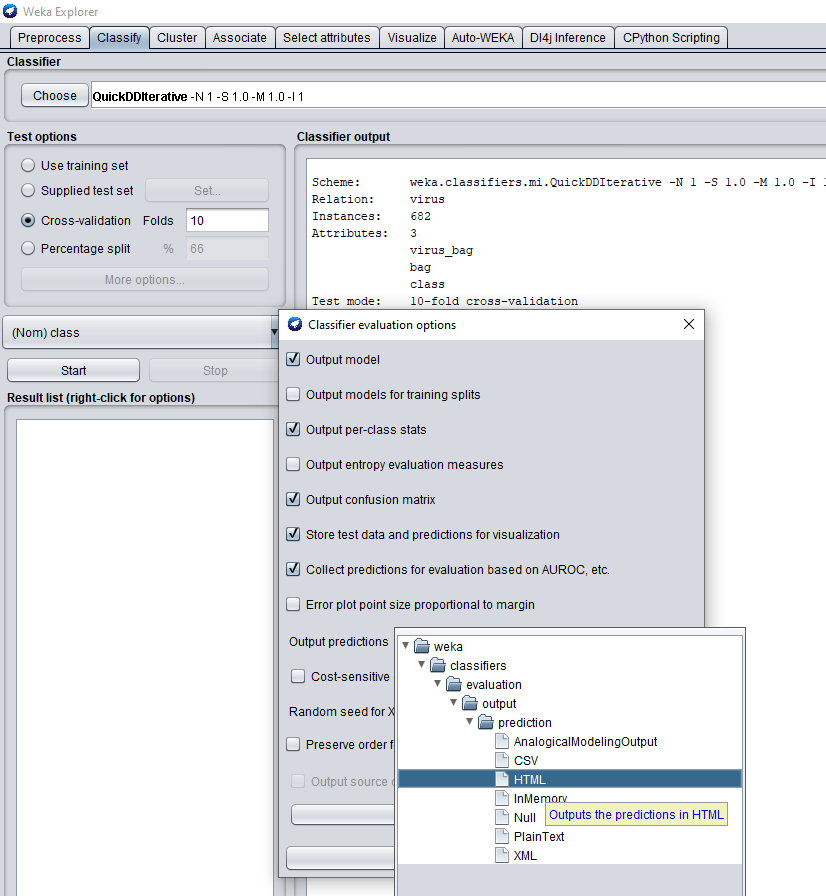 Weka Explorer
Preprocess Classify Cluster Associate Select attributes Visualize Auto-WEKA Dl4j Inference CPython Scripting
Classifier
Choose QuickDDIterative -N 1 -S 1.0 -M 1.0 -I 1
Test options
Use training set
Supplied test set Set...
Cross-validation Folds 10
Percentage split % 66
More options...
(Nom) class
Start Stop
Result list (right-click for options)
Classifier output
Scheme: weka.classifiers.mi.QuickDDIterative -N 1 -S 1.0 -M 1.0 -I
Relation: virus
Instances: 682
Attributes: 3
virus_bag
bag
class
Test mode: 10-fold cross-validation
Classifier evaluation options
Output model
Output models for training splits
Output per-class stats
Output entropy evaluation measures
Output confusion matrix
Store test data and predictions for visualization
Collect predictions for evaluation based on AUROC, etc.
Error plot point size proportional to margin
Output predictions
Cost-sensitive
Random seed for X
Preserve order f
Output source
weka
classifiers
evaluation
output
prediction
AnalogicalModelingOutput
CSV
HTML
InMemory
Null
Outputs the predictions in HTML
PlainText
XML